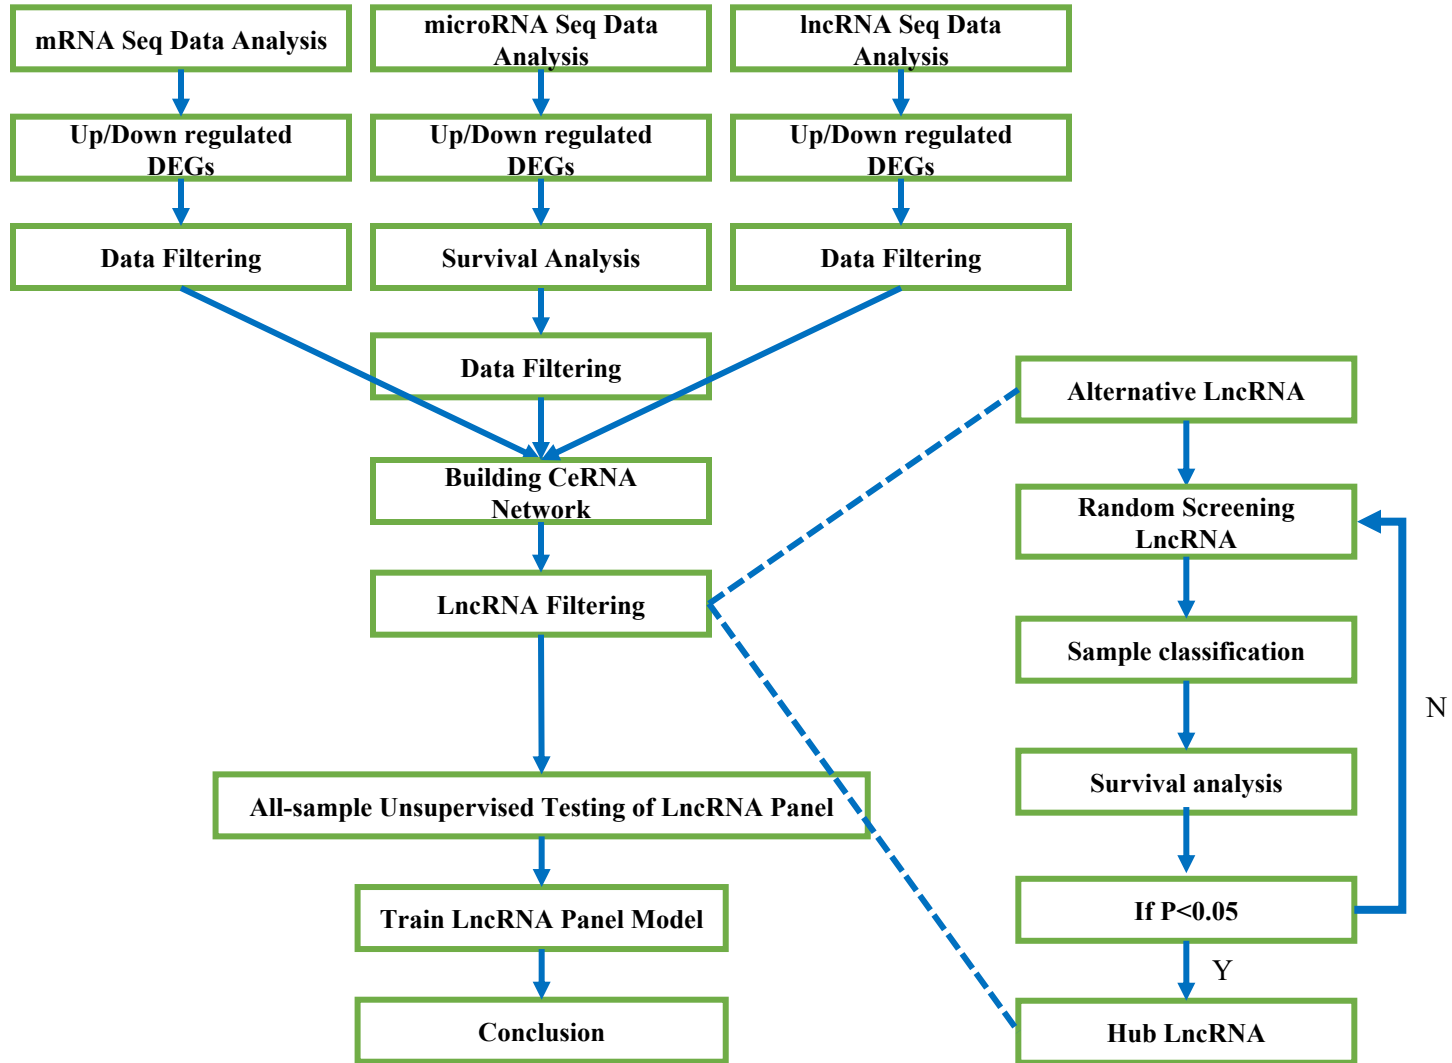 mRNA Seq Data Analysis
microRNA Seq Data
Analysis
lncRNA Seq Data
Analysis
Up/Down regulated
DEGs
Up/Down regulated
DEGs
Up/Down regulated
DEGs
Data Filtering
Survival Analysis
Data Filtering
Data Filtering
Building CeRNA
Network
LncRNA Filtering
All-sample Unsupervised Testing of LncRNA Panel
Train LncRNA Panel Model
Conclusion
Alternative LncRNA
Random Screening
LncRNA
Sample classification
Survival analysis
If P<0.05
N
Y
Hub LncRNA